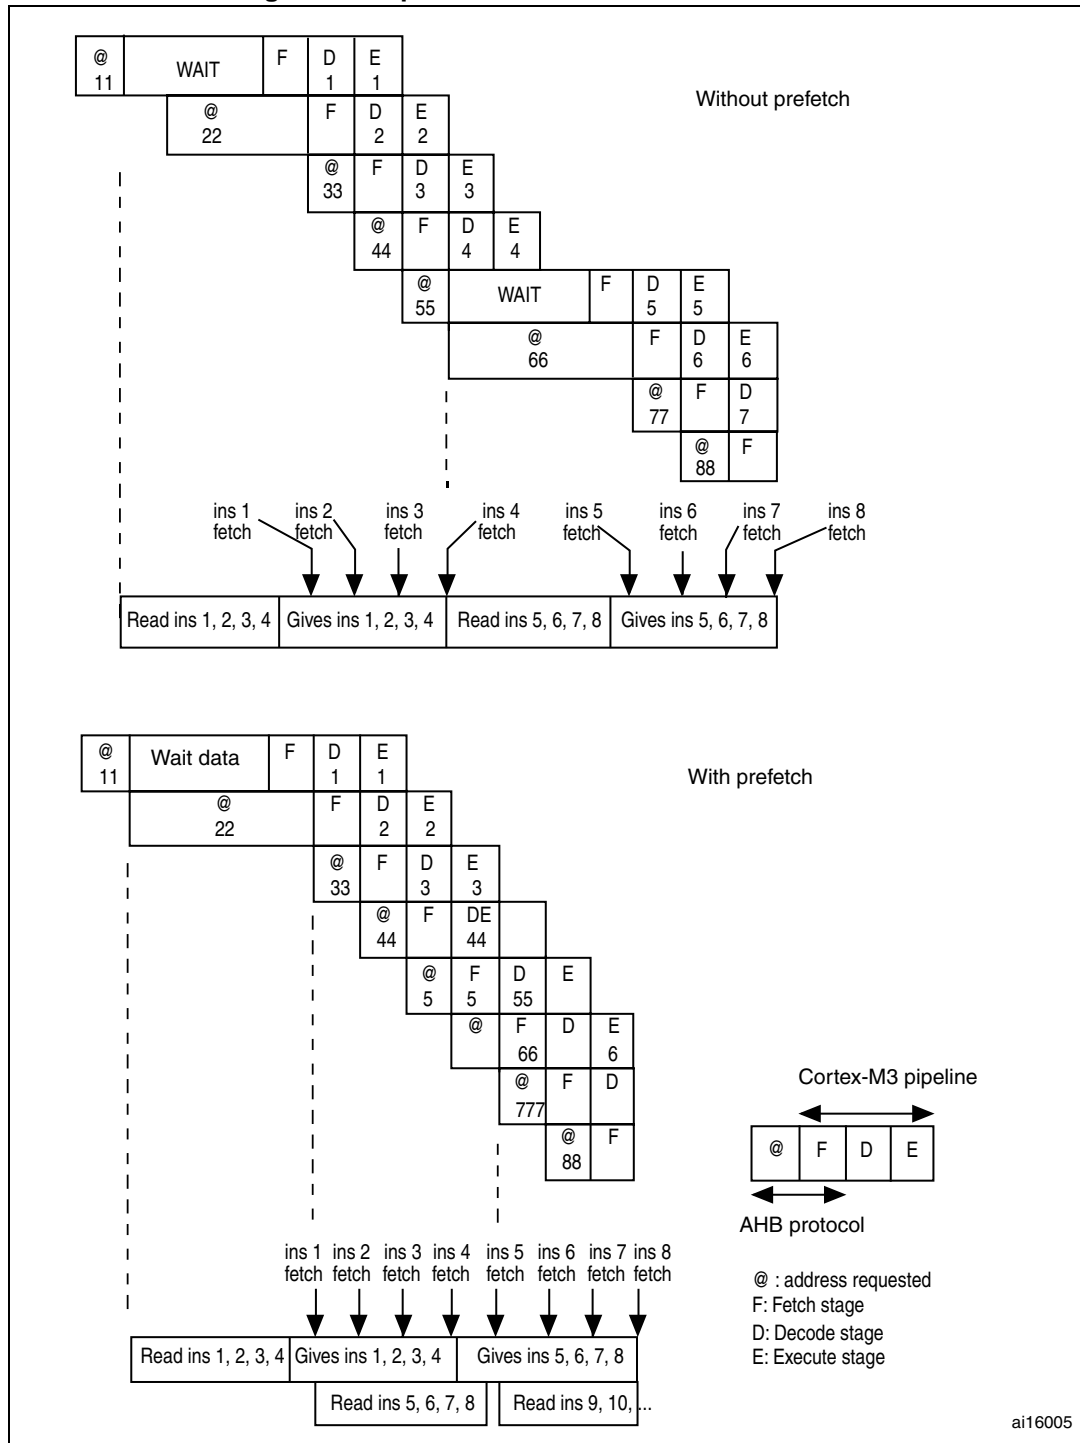 @ WAIT F D E
11 1 1
Without prefetch
@ F D E
22 2 2
@ F D E
33 3 3
@ F D E
44 4 4
@ WAIT F D E
55 5 5
@ F D E
66 6 6
@ F D
77 7
@ F
88
ins 1 ins 2 ins 3 ins 4 ins 5 ins 6 ins 7 ins 8
fetch fetch fetch fetch fetch fetch fetch fetch
Read ins 1, 2, 3, 4 Gives ins 1, 2, 3, 4 Read ins 5, 6, 7, 8 Gives ins 5, 6, 7, 8
@ Wait data F D E
11 1 1
With prefetch
@ F D E
22 2 2
@ F D E
33 3 3
@ F DE
44 44
@ F D E
5 5 55
@ F D E
66 6
@ F D
777
@ F
88
Cortex-M3 pipeline
@ F D E
AHB protocol
ins 1 ins 2 ins 3 ins 4 ins 5 ins 6 ins 7 ins 8
fetch fetch fetch fetch fetch fetch fetch fetch
@ : address requested
F: Fetch stage
D: Decode stage
E: Execute stage
Read ins 1, 2, 3, 4 Gives ins 1, 2, 3, 4 Gives ins 5, 6, 7, 8
Read ins 5, 6, 7, 8 Read ins 9, 10, ...
ai16005